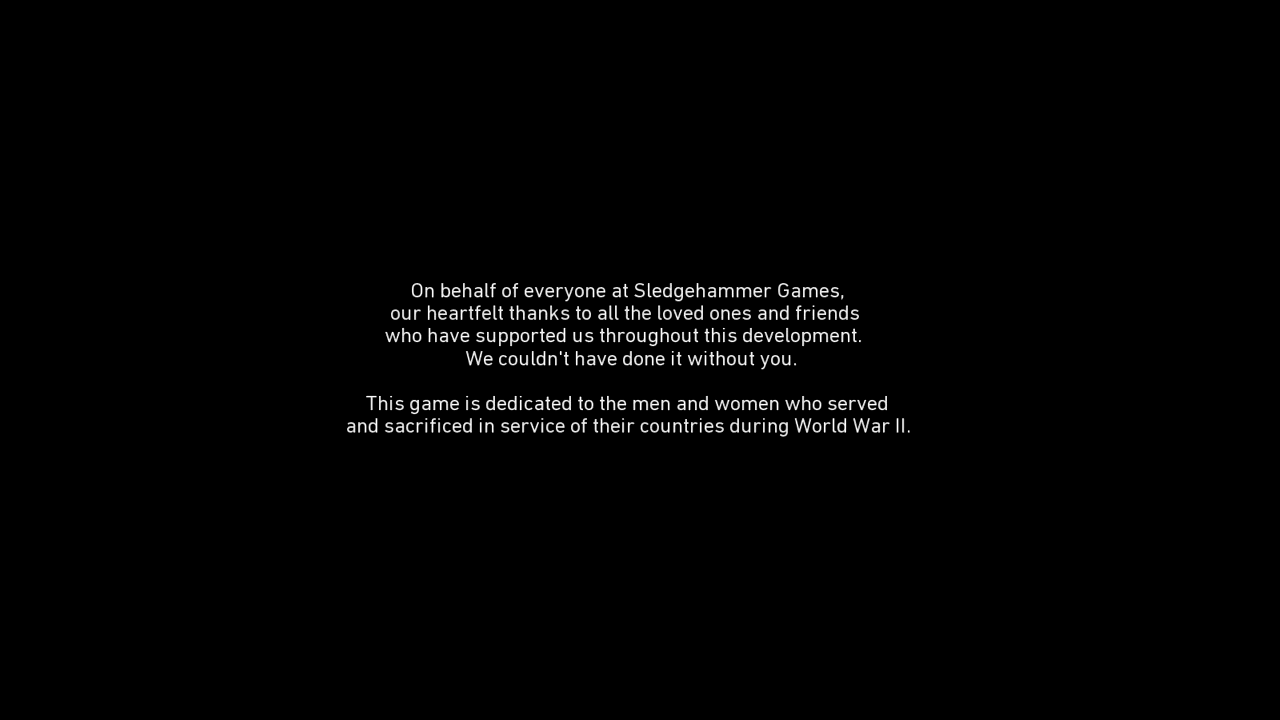 On behalf of everyone at Sledgehammer Games,
our heartfelt thanks to all the loved ones and friends
who have supported us throughout this development.
We couldn't have done it without you.
This game is dedicated to the men and women who served
and sacrificed in service of their countries during World War II.